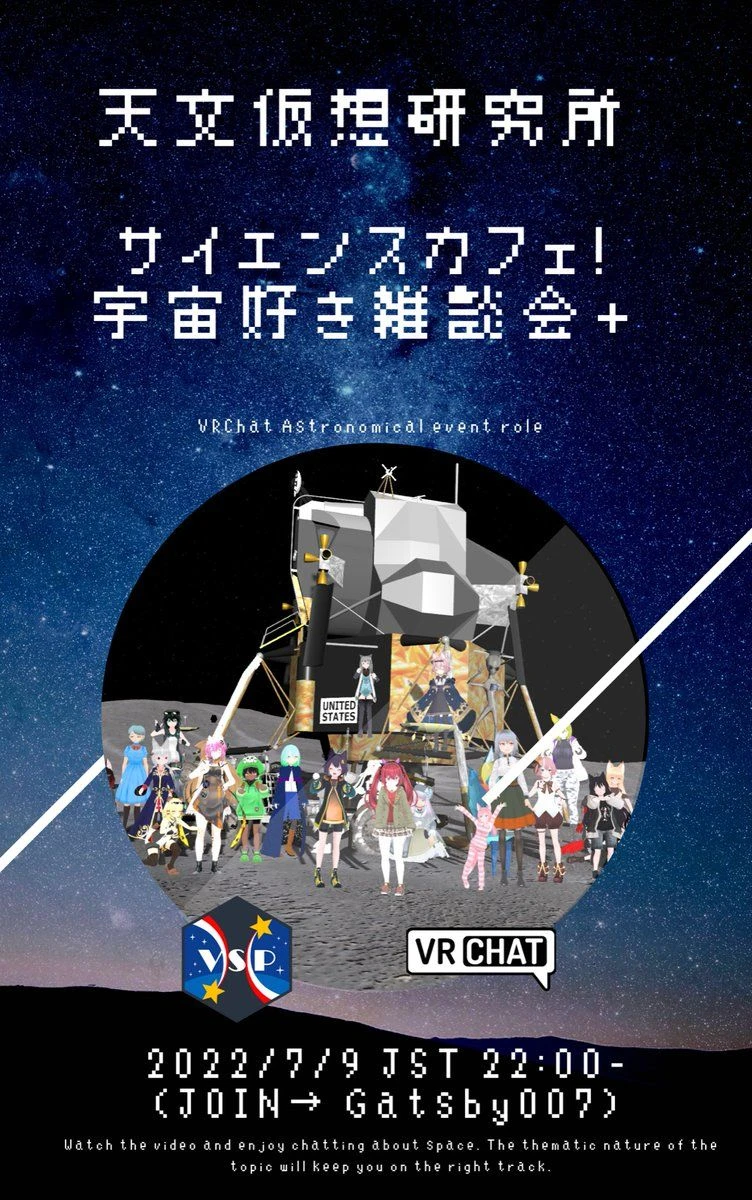 天文仮想研究所
サイエンスカフェ!
宇宙好き雑談会+
VRChat Astronomical event role
UNITED
STATES
VSP
VR CHAT
2022/7/9 JST 22:00-
(JOIN→ Gatsby007)
Watch the video and enjoy chatting about Space. The thematic nature of the
topic will keep you on the right track.